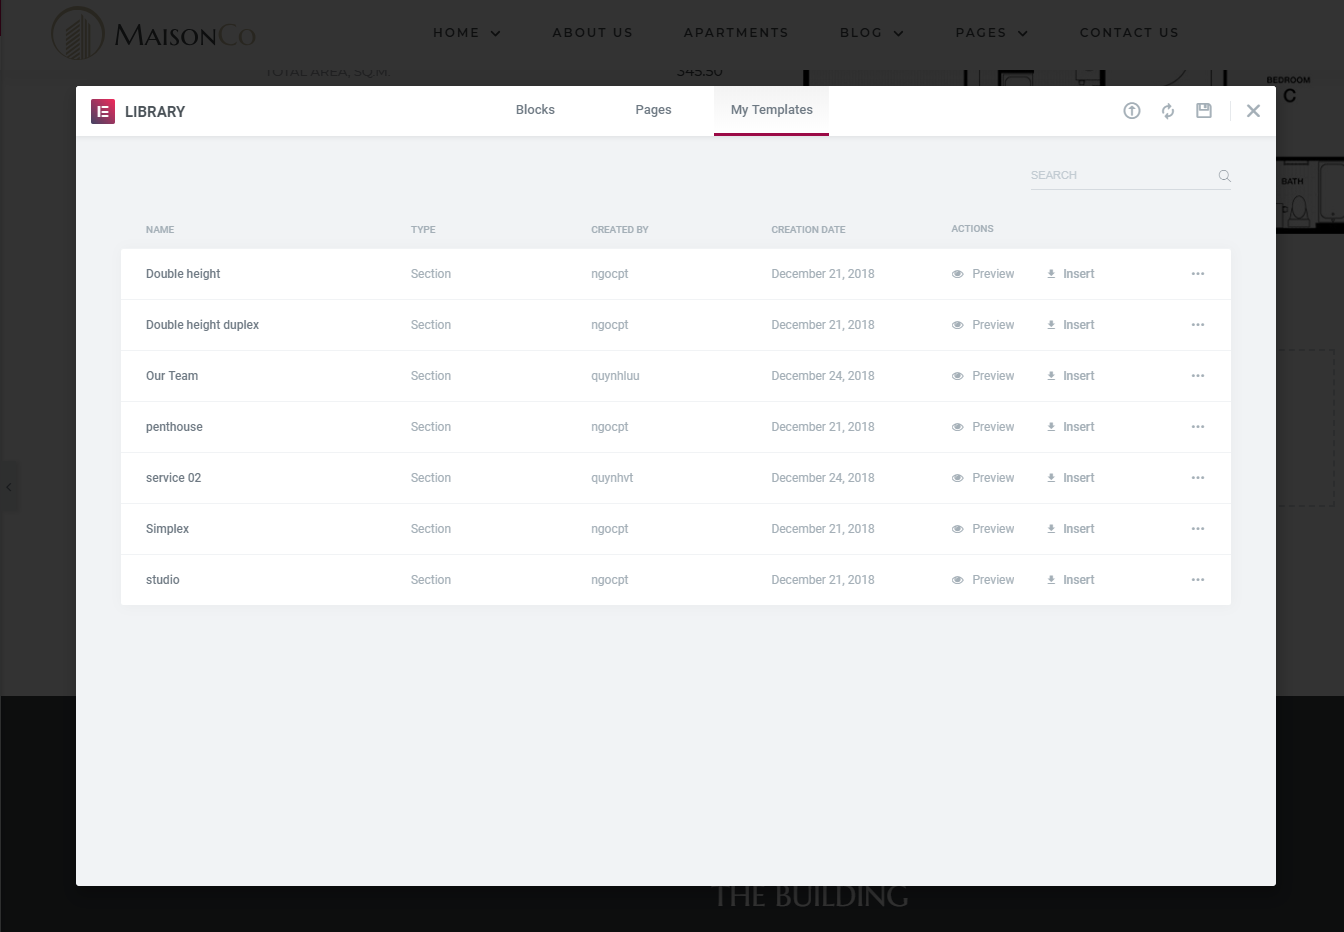 MaisonCo
HOME ABOUT US APARTMENTS BLOG PAGES CONTACT US
TOTAL AREA, SQ.M. 345.50
BEDROOM
C
LIBRARY Blocks Pages My Templates
SEARCH
BATH
NAME TYPE CREATED BY CREATION DATE ACTIONS
Double height Section ngocpt December 21, 2018 Preview Insert
Double height duplex Section ngocpt December 21, 2018 Preview Insert
Our Team Section quynhluu December 24, 2018 Preview Insert
penthouse Section ngocpt December 21, 2018 Preview Insert
service 02 Section quynhvt December 24, 2018 Preview Insert
Simplex Section ngocpt December 21, 2018 Preview Insert
studio Section ngocpt December 21, 2018 Preview Insert
THE BUILDING